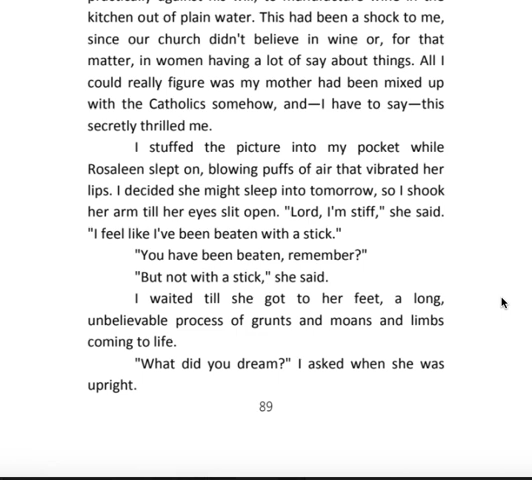 kitchen out of plain water. This had been a shock to me,
since our church didn't believe in wine or, for that
matter, in women having a lot of say about things. All I
could really figure was my mother had been mixed up
with the Catholics somehow, and—I have to say—this
secretly thrilled me.
I stuffed the picture into my pocket while
Rosaleen slept on, blowing puffs of air that vibrated her
lips. I decided she might sleep into tomorrow, so I shook
her arm till her eyes slit open. "Lord, I'm stiff," she said.
"I feel like I've been beaten with a stick."
"You have been beaten, remember?"
"But not with a stick," she said.
I waited till she got to her feet, a long,
unbelievable process of grunts and moans and limbs
coming to life.
"What did you dream?" I asked when she was
upright.
89